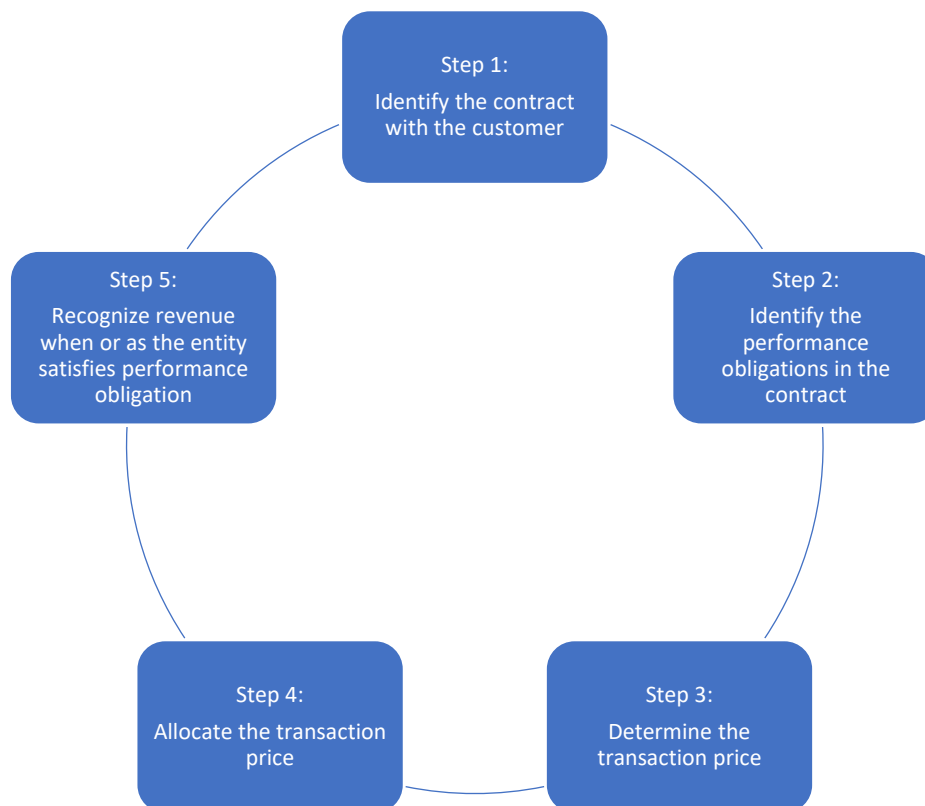 Step 1:
Identify the contract
with the customer
Step 2:
Identify the
performance
obligations in the
contract
Step 3:
Determine the
transaction price
Step 4:
Allocate the transaction
price
Step 5:
Recognize revenue
when or as the entity
satisfies performance
obligation